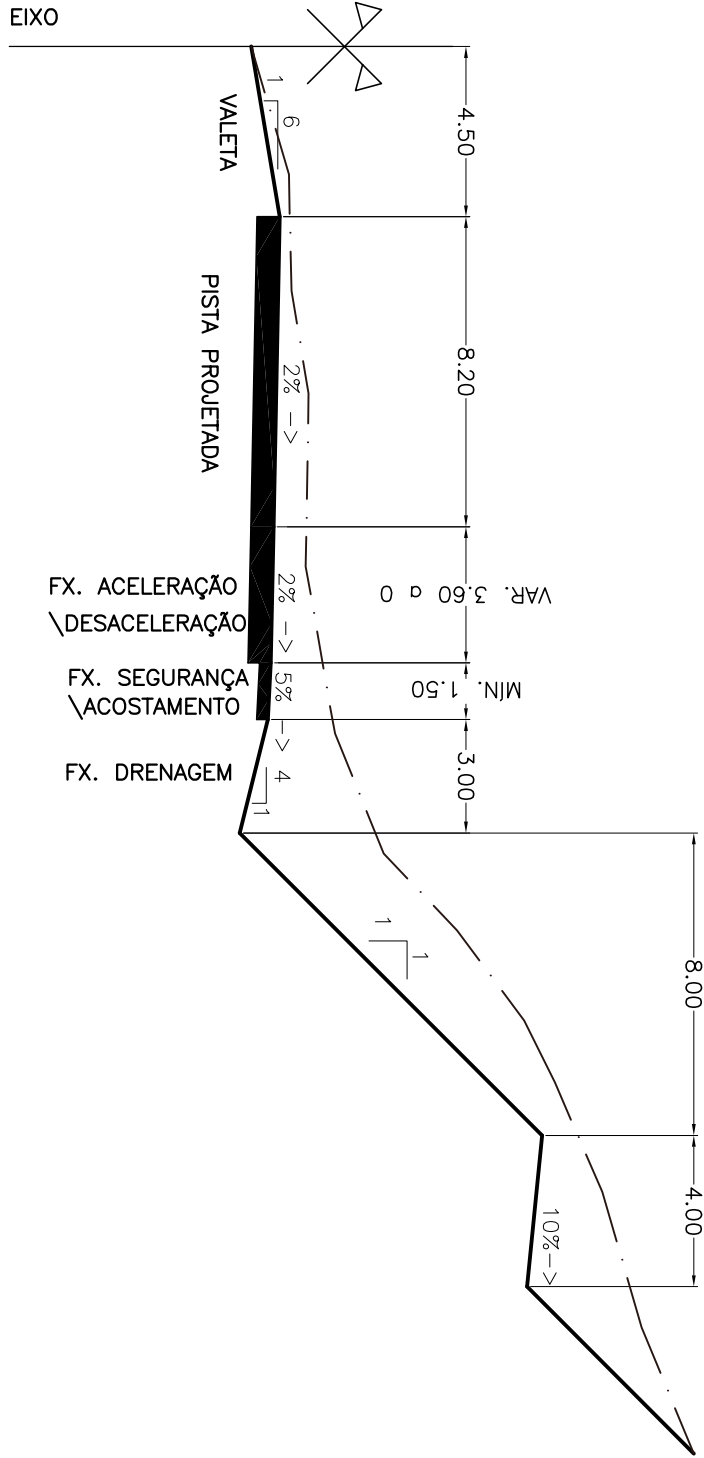 EIXO
4.50
1
6
VALETA
8.20
PISTA PROJETADA
2% ->
VAR. 3.60 a 0
2% ->
FX. ACELERAÇÃO
\DESACELERAÇÃO
MÍN. 1.50
5% ->
FX. SEGURANÇA
\ACOSTAMENTO
3.00
FX. DRENAGEM
4
1
8.00
1
1
4.00
10%->